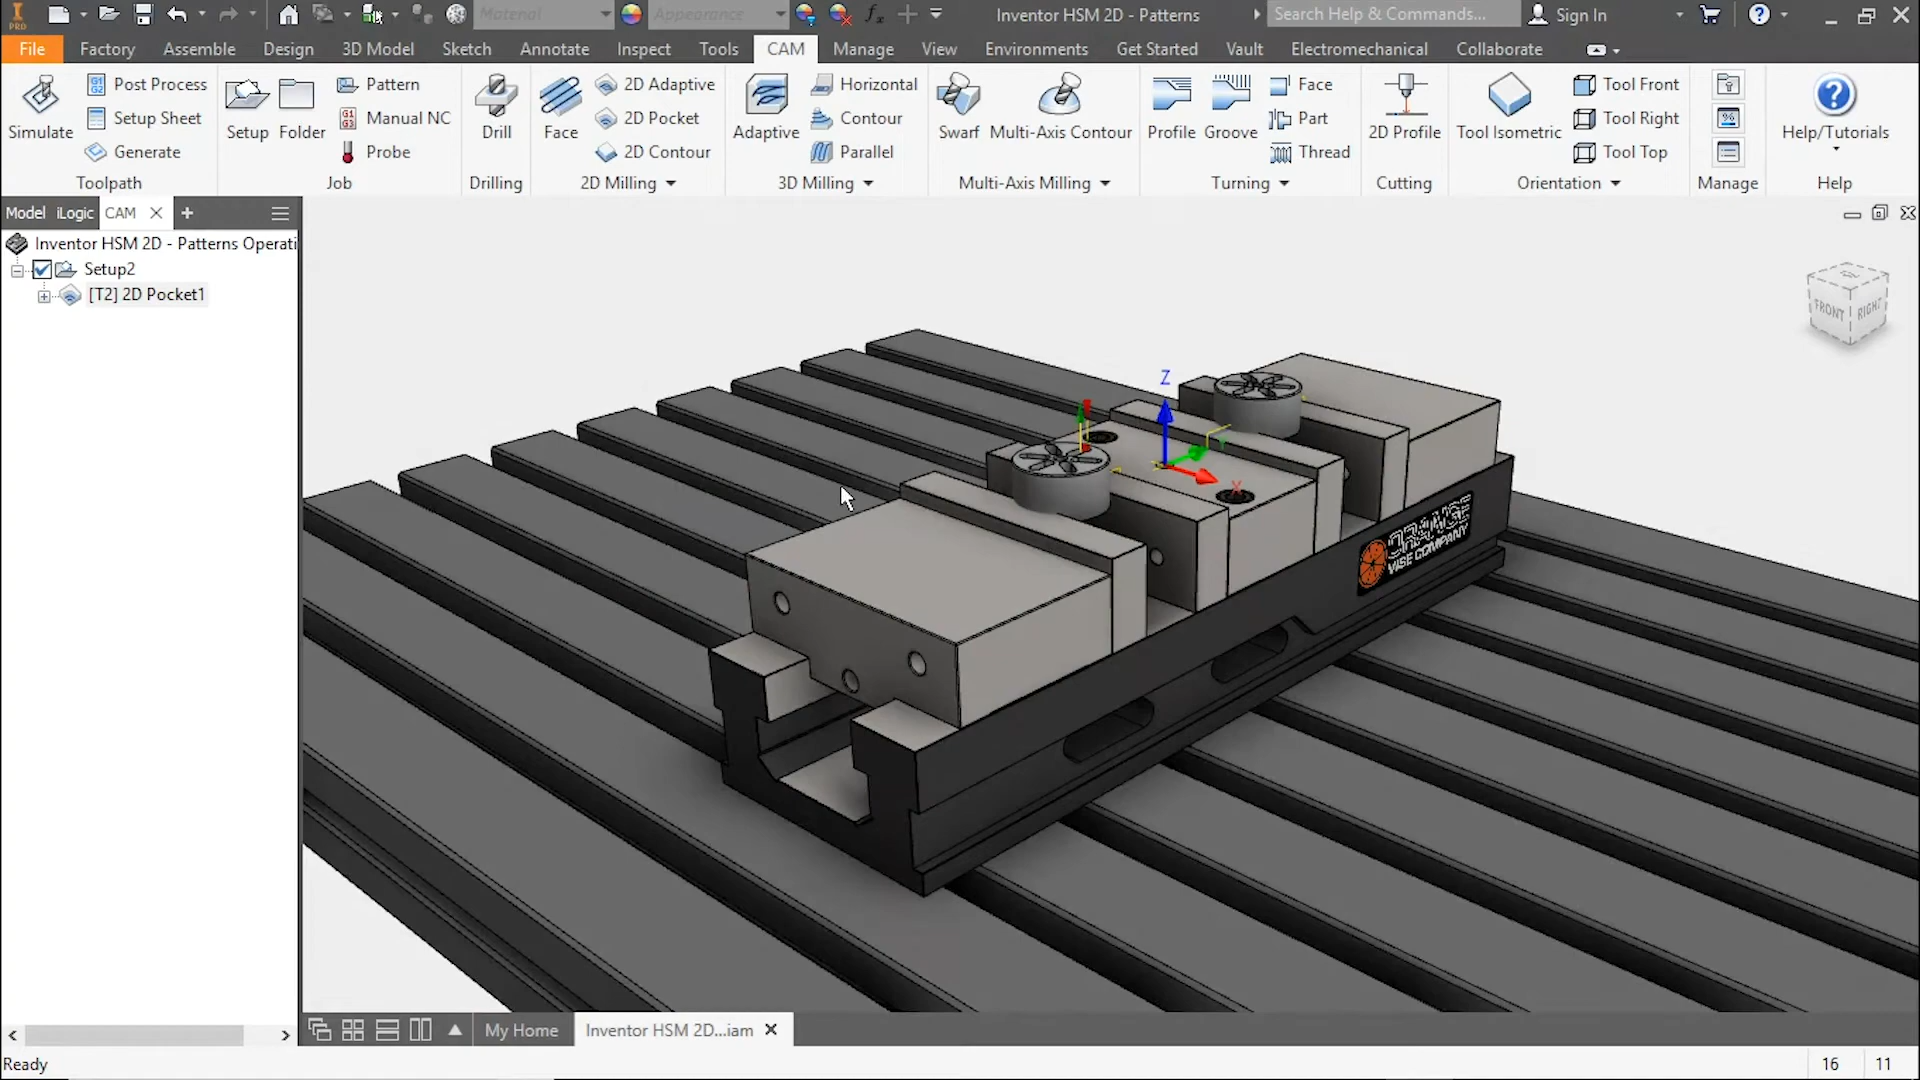 Material
Appearance
Inventor HSM 2D - Patterns
Search Help & Commands...
Sign In
PRO
File
Factory
Assemble
Design
3D Model
Sketch
Annotate
Inspect
Tools
CAM
Manage
View
Environments
Get Started
Vault
Inventor
Electromechanical
Collaborate
Simulate
Post Process
Setup Sheet
Generate
Toolpath
Setup
Folder
Pattern
Manual NC
Probe
Job
Drill
Drilling
Face
2D Adaptive
2D Pocket
2D Contour
2D Milling
Adaptive
Horizontal
Contour
Parallel
3D Milling
Swarf
Multi-Axis Contour
Multi-Axis Milling
Profile
Groove
Face
Part
Thread
Turning
2D Profile
Cutting
Tool Isometric
Tool Front
Tool Right
Tool Top
Orientation
Manage
Help/Tutorials
Help
Model
iLogic
CAM
Inventor HSM 2D - Patterns Operati
Setup2
[T2] 2D Pocket1
Z
X
FRONT
RIGHT
ORANGE
VISE COMPANY
My Home
Inventor HSM 2D...iam
Ready
16
11